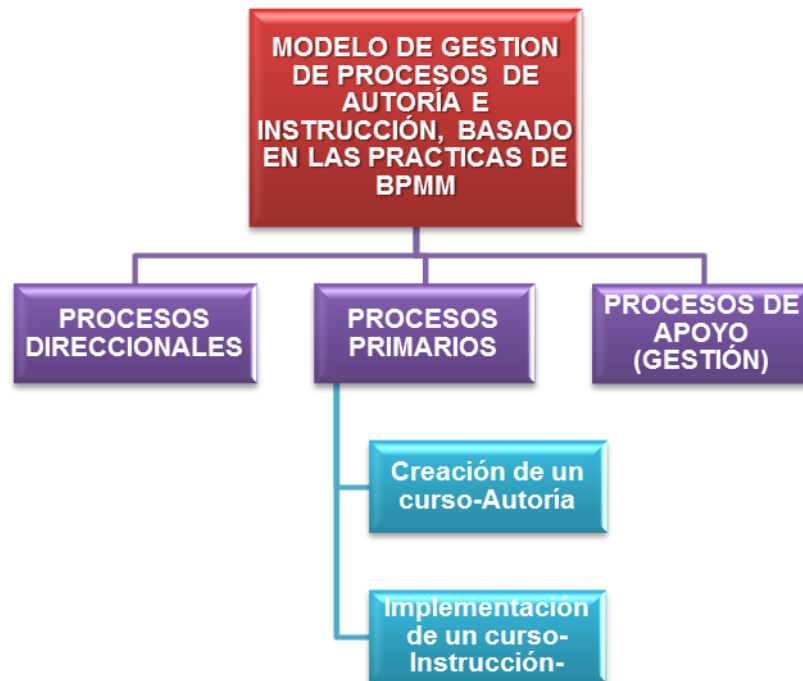 MODELO DE GESTION
DE PROCESOS DE
AUTORÍA E
INSTRUCCIÓN, BASADO
EN LAS PRACTICAS DE
BPMM
PROCESOS
DIRECCIONALES
PROCESOS
PRIMARIOS
PROCESOS DE
APOYO
(GESTIÓN)
Creación de un
curso-Autoría
Implementación
de un curso-
Instrucción-